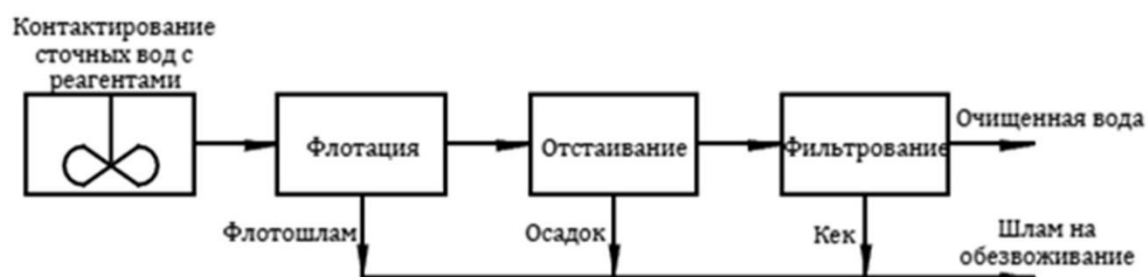 Контактирование
сточных вод с
реагентами
Флотация
Отстаивание
Фильтрование
Очищенная вода
Флотошлам
Осадок
Кек
Шлам на
обезвоживание